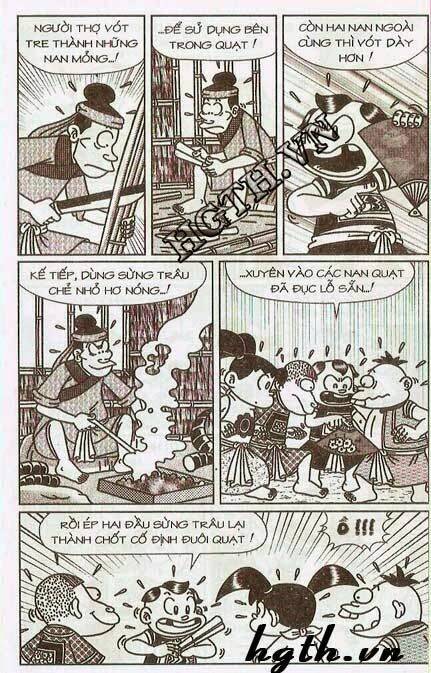 NGƯỜI THỢ VÓT
TRE THÀNH NHỮNG
NAN MỎNG...!
...ĐỂ SỬ DỤNG BÊN
TRONG QUẠT!
CÒN HAI NAN NGOÀI
CÙNG THÌ VÓT DÀY
HƠN!
HGTH.VN
KẾ TIẾP, DÙNG SỪNG TRÂU
CHẺ NHỎ HƠ NÓNG...!
...XUYÊN VÀO CÁC NAN QUẠT
ĐÃ ĐỤC LỖ SẴN...!
RỒI ÉP HAI ĐẦU SỪNG TRÂU LẠI
THÀNH CHỐT CỐ ĐỊNH ĐUÔI QUẠT!
Ồ!!!
hgth.vn